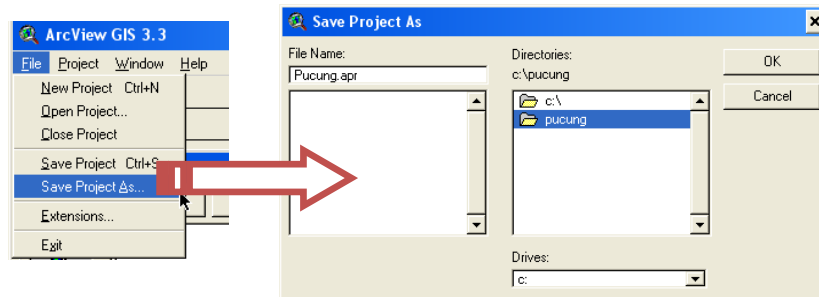 ArcView GIS 3.3
File Project Window Help
New Project Ctrl+N
Open Project...
Close Project
Save Project Ctrl+S
Save Project As...
Extensions...
Exit
Save Project As
File Name:
Pucung.apr
Directories:
c:\pucung
c:\
pucung
Drives:
c:
OK
Cancel